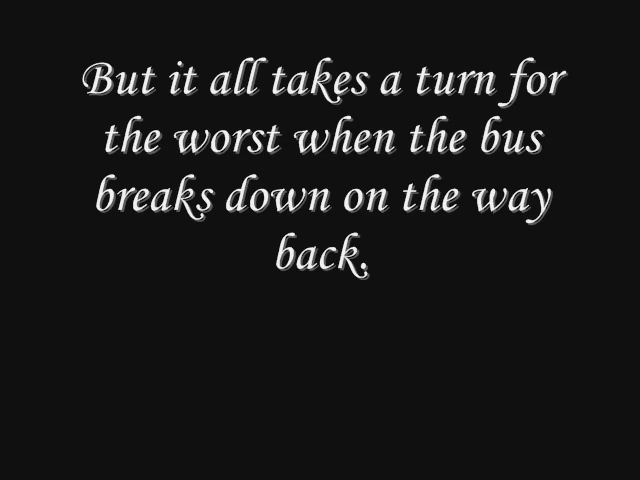 But it all takes a turn for
the worst when the bus
breaks down on the way
back.